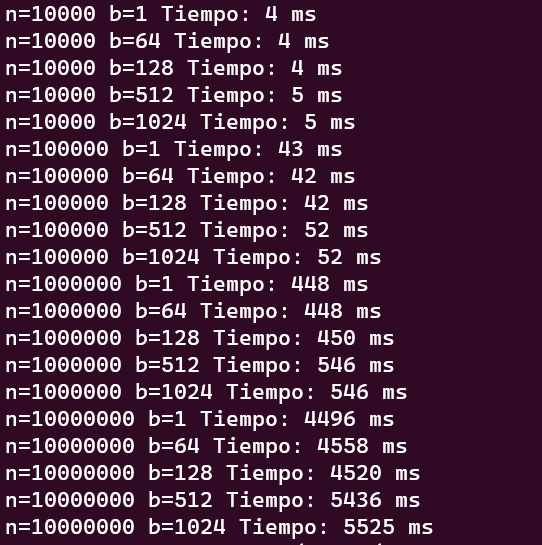 n=10000 b=1 Tiempo: 4 ms
n=10000 b=64 Tiempo: 4 ms
n=10000 b=128 Tiempo: 4 ms
n=10000 b=512 Tiempo: 5 ms
n=10000 b=1024 Tiempo: 5 ms
n=100000 b=1 Tiempo: 43 ms
n=100000 b=64 Tiempo: 42 ms
n=100000 b=128 Tiempo: 42 ms
n=100000 b=512 Tiempo: 52 ms
n=100000 b=1024 Tiempo: 52 ms
n=1000000 b=1 Tiempo: 448 ms
n=1000000 b=64 Tiempo: 448 ms
n=1000000 b=128 Tiempo: 450 ms
n=1000000 b=512 Tiempo: 546 ms
n=1000000 b=1024 Tiempo: 546 ms
n=10000000 b=1 Tiempo: 4496 ms
n=10000000 b=64 Tiempo: 4558 ms
n=10000000 b=128 Tiempo: 4520 ms
n=10000000 b=512 Tiempo: 5436 ms
n=10000000 b=1024 Tiempo: 5525 ms